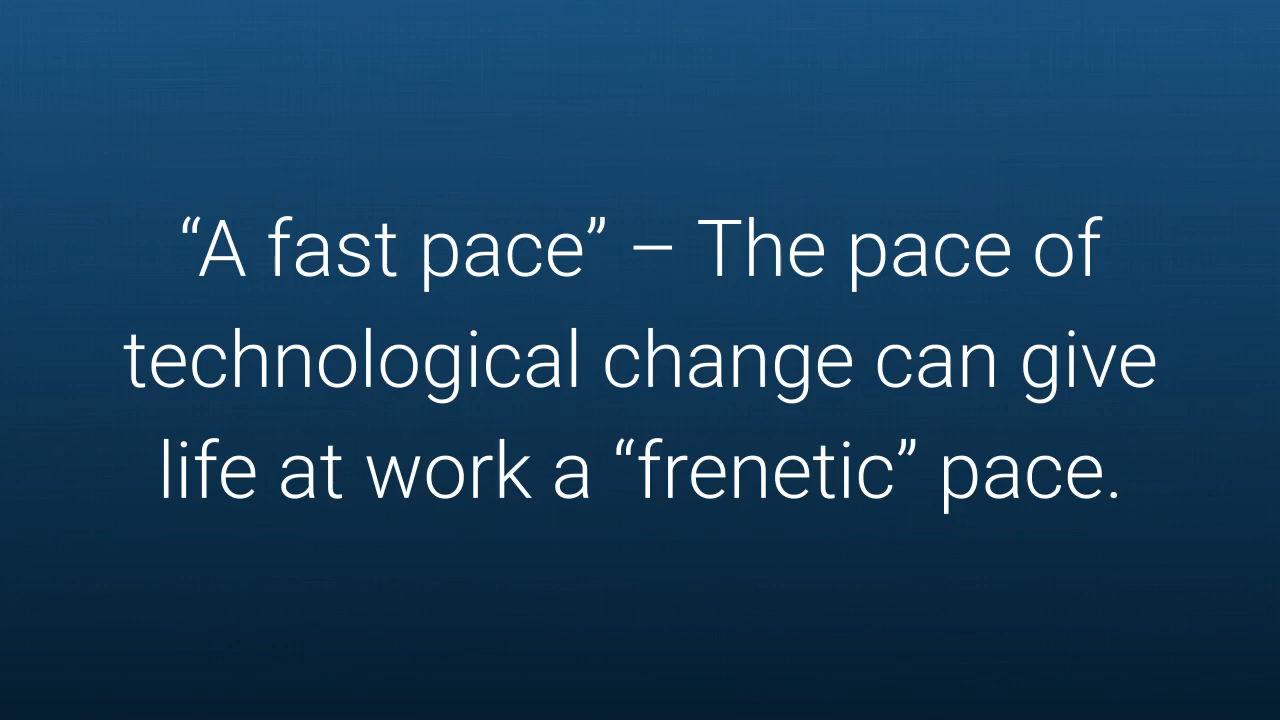 “A fast pace” – The pace of
technological change can give
life at work a “frenetic” pace.